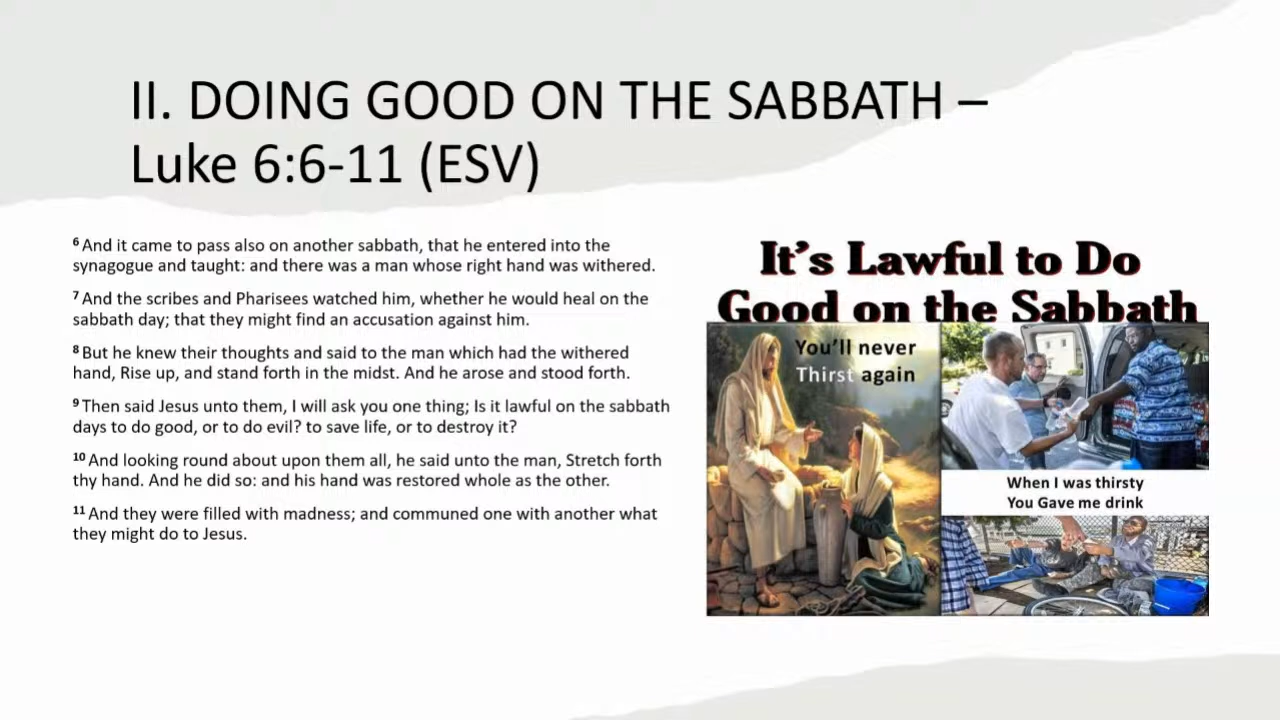 II. DOING GOOD ON THE SABBATH –
Luke 6:6-11 (ESV)
6 And it came to pass also on another sabbath, that he entered into the
synagogue and taught: and there was a man whose right hand was withered.
7 And the scribes and Pharisees watched him, whether he would heal on the
sabbath day; that they might find an accusation against him.
8 But he knew their thoughts and said to the man which had the withered
hand, Rise up, and stand forth in the midst. And he arose and stood forth.
9 Then said Jesus unto them, I will ask you one thing; Is it lawful on the sabbath
days to do good, or to do evil? to save life, or to destroy it?
10 And looking round about upon them all, he said unto the man, Stretch forth
thy hand. And he did so: and his hand was restored whole as the other.
11 And they were filled with madness; and communed one with another what
they might do to Jesus.
It's Lawful to Do
Good on the Sabbath
You'll never
Thirst again
When I was thirsty
You Gave me drink